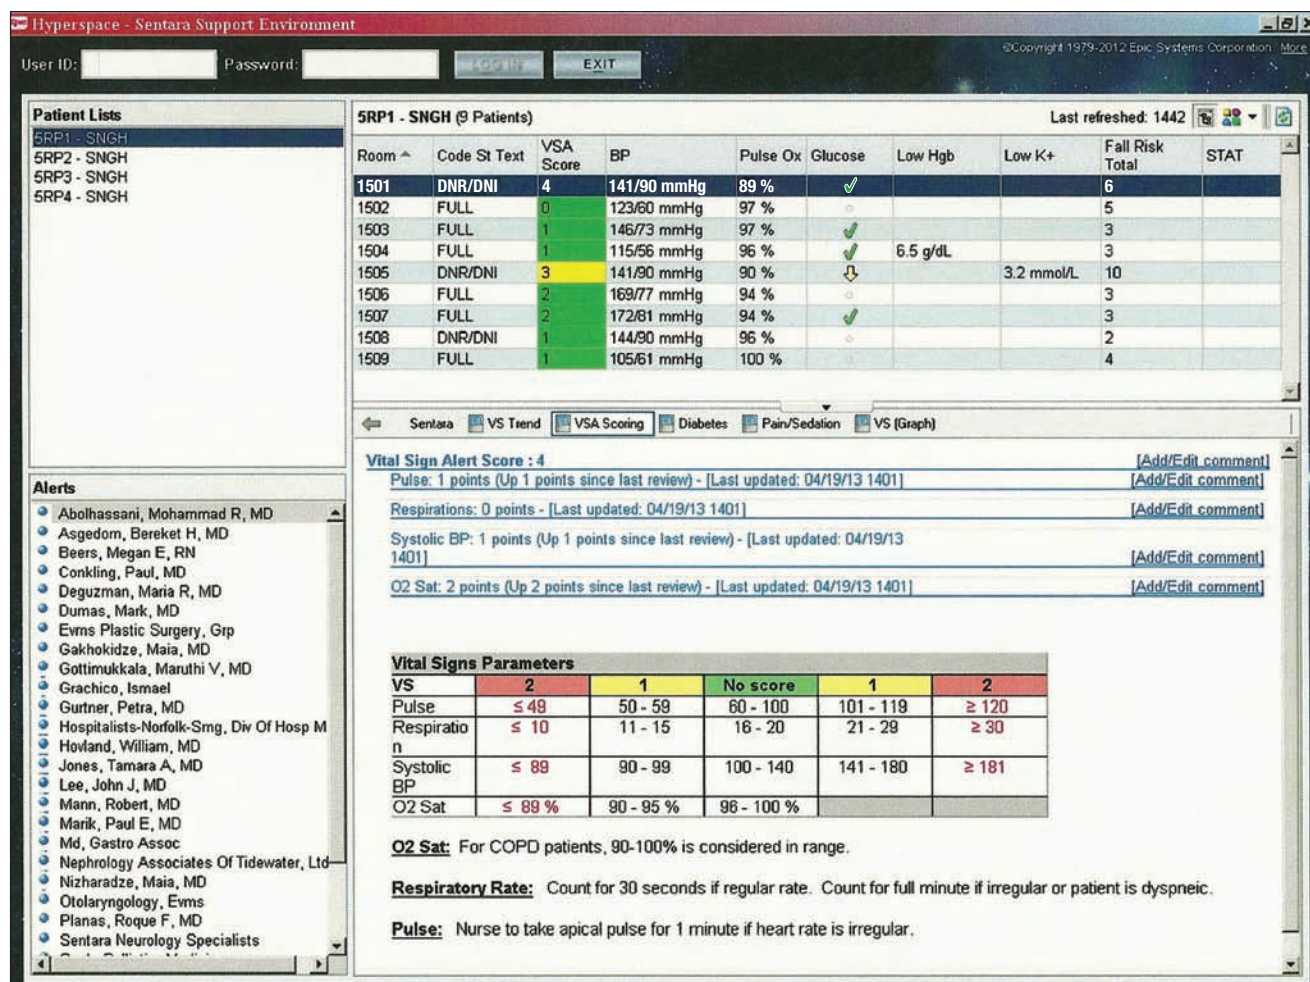 Hyperspace - Sentara Support Environment
©Copyright 1979-2012 Epic Systems Corporation More
User ID: Password: LOG IN EXIT
Patient Lists
5RP1 - SNGH
5RP2 - SNGH
5RP3 - SNGH
5RP4 - SNGH
5RP1 - SNGH (9 Patients) Last refreshed: 1442
Room Code St Text VSA Score BP Pulse Ox Glucose Low Hgb Low K+ Fall Risk Total STAT
1501 DNR/DNI 4 141/90 mmHg 89 % 6
1502 FULL 0 123/60 mmHg 97 % 5
1503 FULL 1 146/73 mmHg 97 % 3
1504 FULL 1 115/56 mmHg 96 % 6.5 g/dL 3
1505 DNR/DNI 3 141/90 mmHg 90 % 3.2 mmol/L 10
1506 FULL 2 169/77 mmHg 94 % 3
1507 FULL 2 172/81 mmHg 94 % 3
1508 DNR/DNI 1 144/90 mmHg 96 % 2
1509 FULL 1 105/61 mmHg 100 % 4
Sentara VS Trend VSA Scoring Diabetes Pain/Sedation VS (Graph)
Vital Sign Alert Score : 4 [Add/Edit comment]
Pulse: 1 points (Up 1 points since last review) - [Last updated: 04/19/13 1401] [Add/Edit comment]
Respirations: 0 points - [Last updated: 04/19/13 1401] [Add/Edit comment]
Systolic BP: 1 points (Up 1 points since last review) - [Last updated: 04/19/13
1401] [Add/Edit comment]
O2 Sat: 2 points (Up 2 points since last review) - [Last updated: 04/19/13 1401] [Add/Edit comment]
Vital Signs Parameters
VS 2 1 No score 1 2
Pulse ≤ 49 50 - 59 60 - 100 101 - 119 ≥ 120
Respiratio
n ≤ 10 11 - 15 16 - 20 21 - 29 ≥ 30
Systolic
BP ≤ 89 90 - 99 100 - 140 141 - 180 ≥ 181
O2 Sat ≤ 89 % 90 - 95 % 96 - 100 %
O2 Sat: For COPD patients, 90-100% is considered in range.
Respiratory Rate: Count for 30 seconds if regular rate. Count for full minute if irregular or patient is dyspneic.
Pulse: Nurse to take apical pulse for 1 minute if heart rate is irregular.
Alerts
Abolhassani, Mohammad R, MD
Asgedom, Bereket H, MD
Beers, Megan E, RN
Conkling, Paul, MD
Deguzman, Maria R, MD
Dumas, Mark, MD
Evms Plastic Surgery, Grp
Gakhokidze, Maia, MD
Gottimukkala, Maruthi V, MD
Grachico, Ismael
Gurtner, Petra, MD
Hospitalists-Norfolk-Smg, Div Of Hosp M
Hovland, William, MD
Jones, Tamara A, MD
Lee, John J, MD
Mann, Robert, MD
Marik, Paul E, MD
Md, Gastro Assoc
Nephrology Associates Of Tidewater, Ltd
Nizharadze, Maia, MD
Otolaryngology, Evms
Planas, Roque F, MD
Sentara Neurology Specialists